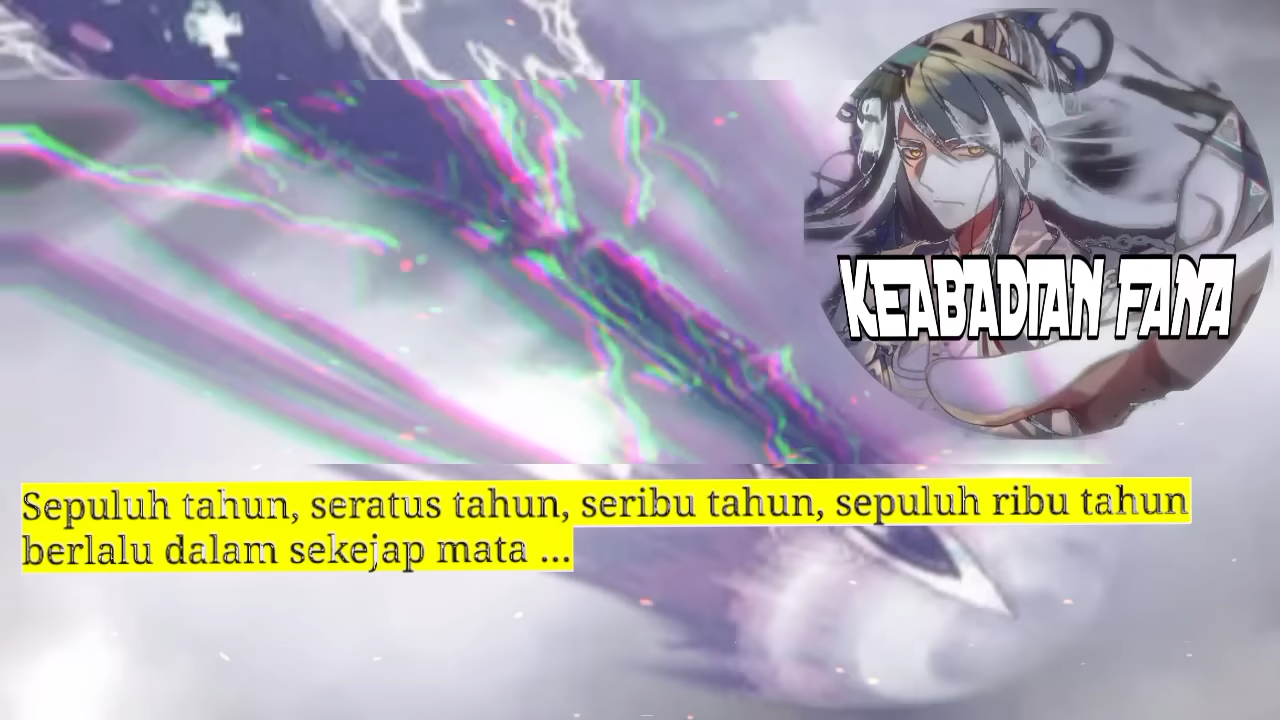 KEABADIAN FANA
Sepuluh tahun, seratus tahun, seribu tahun, sepuluh ribu tahun
berlalu dalam sekejap mata ...